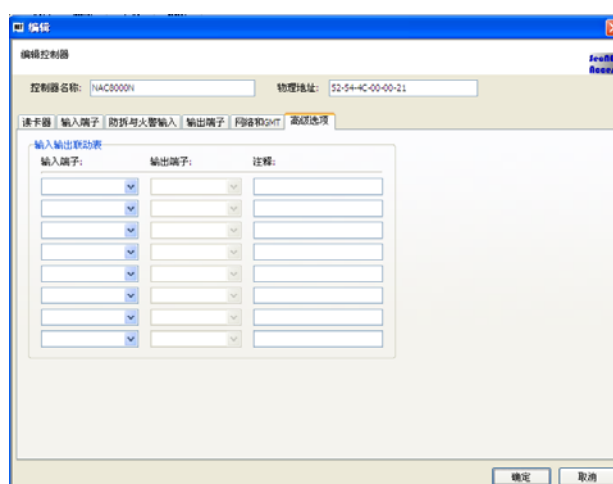 编辑
编辑控制器
控制器名称: NAC8000N 物理地址: 52-54-4C-00-00-21
读卡器 输入端子 防拆与火警输入 输出端子 网络和GMT 高级选项
输入输出联动表
输入端子: 输出端子: 注释:
确定 取消